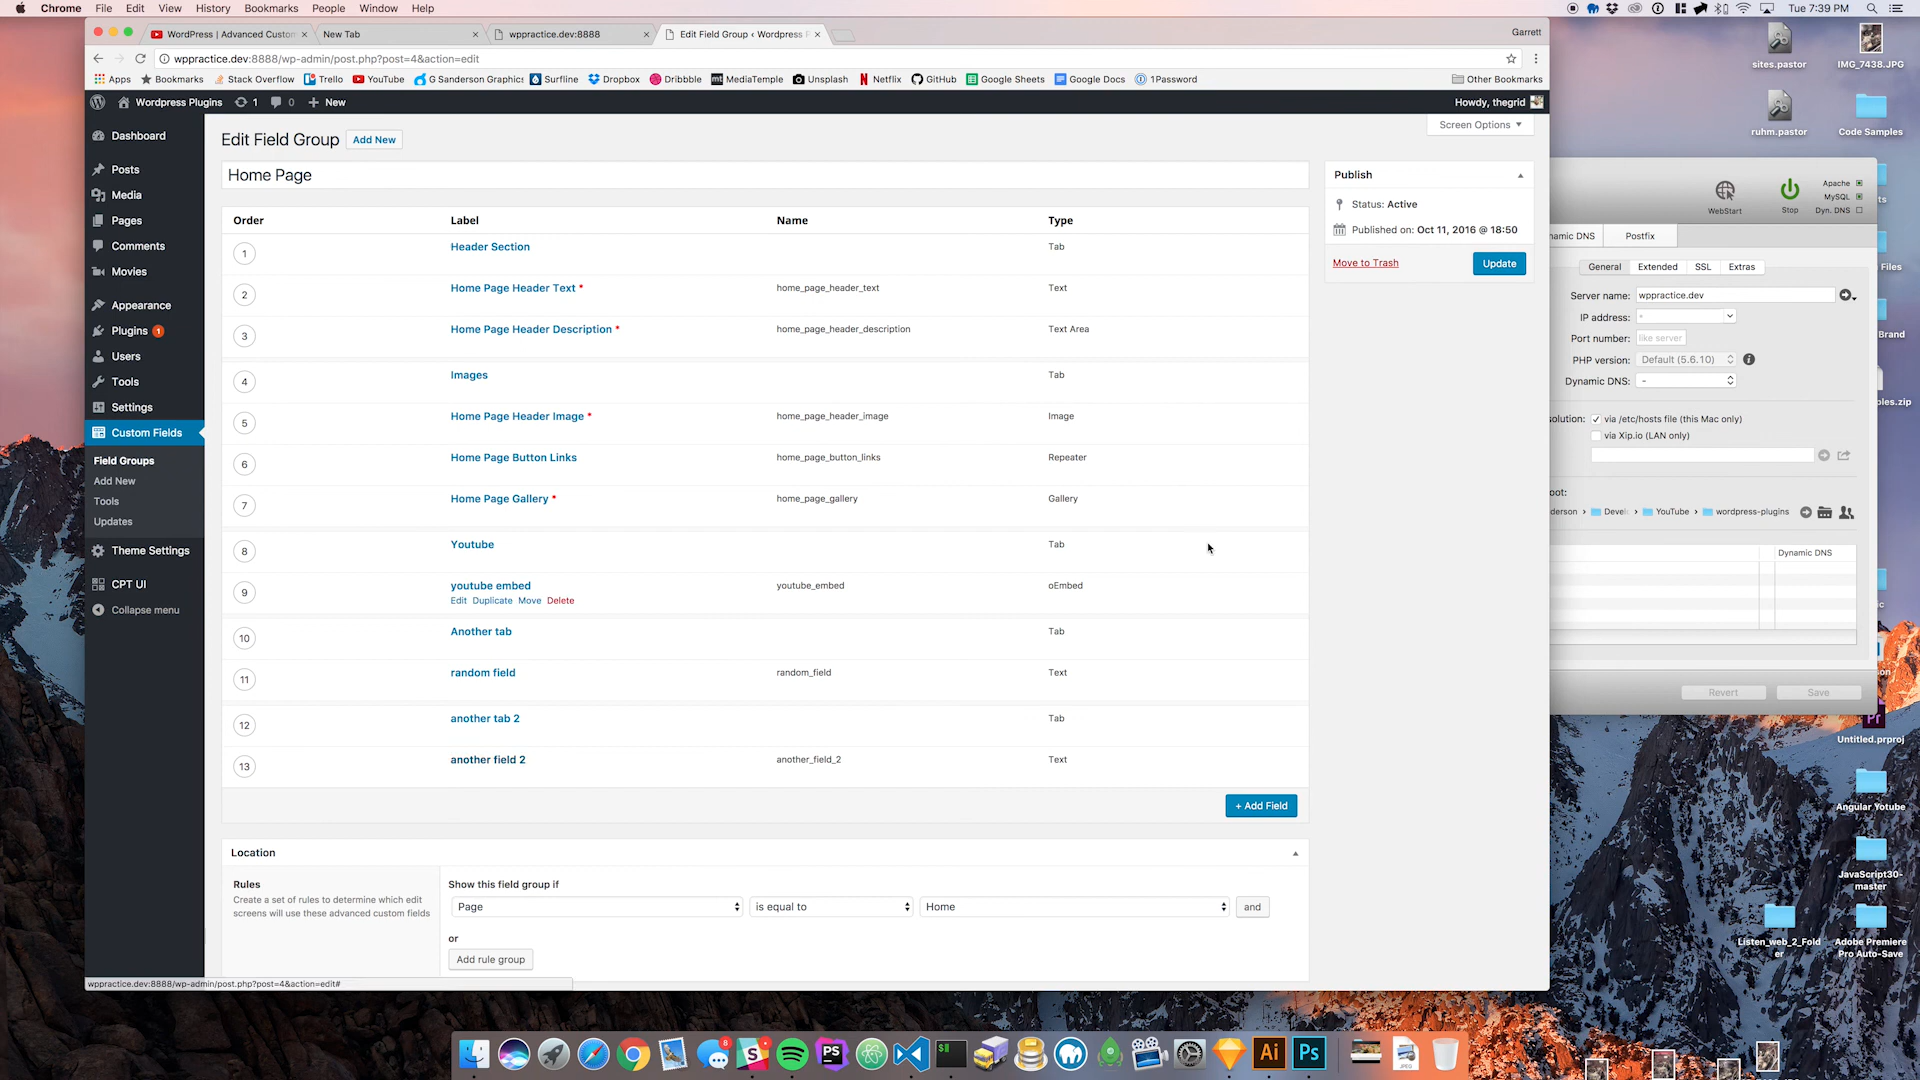 Chrome File Edit View History Bookmarks People Window Help
Tue 7:39 PM
WordPress | Advanced Custom
New Tab
wppractice.dev:8888
Edit Field Group ‹ Wordpress P
Garrett
wppractice.dev:8888/wp-admin/post.php?post=4&action=edit
Apps Bookmarks Stack Overflow Trello YouTube G Sanderson Graphics Surfline Dropbox Dribbble MediaTemple Unsplash Netflix GitHub Google Sheets Google Docs 1Password Other Bookmarks
Wordpress Plugins 1 0 + New
Howdy, thegrid
Dashboard
Posts
Media
Pages
Comments
Movies
Appearance
Plugins 1
Users
Tools
Settings
Custom Fields
Field Groups
Add New
Tools
Updates
Theme Settings
CPT UI
Collapse menu
Screen Options
Edit Field Group Add New
Home Page
Order Label Name Type
1 Header Section Tab
2 Home Page Header Text * home_page_header_text Text
3 Home Page Header Description * home_page_header_description Text Area
4 Images Tab
5 Home Page Header Image * home_page_header_image Image
6 Home Page Button Links home_page_button_links Repeater
7 Home Page Gallery * home_page_gallery Gallery
8 Youtube Tab
9 youtube embed youtube_embed oEmbed
Edit Duplicate Move Delete
10 Another tab Tab
11 random field random_field Text
12 another tab 2 Tab
13 another field 2 another_field_2 Text
+ Add Field
Location
Rules
Create a set of rules to determine which edit
screens will use these advanced custom fields
Show this field group if
Page is equal to Home and
or
Add rule group
Publish
Status: Active
Published on: Oct 11, 2016 @ 18:50
Move to Trash Update
wppractice.dev:8888/wp-admin/post.php?post=4&action=edit#
WebStart
Stop
Apache
MySQL
Dyn. DNS
namic DNS Postfix
General Extended SSL Extras
Server name: wppractice.dev
IP address: *
Port number: like server
PHP version: Default (5.6.10)
Dynamic DNS: -
olution: via /etc/hosts file (this Mac only)
via Xip.io (LAN only)
oot:
derson › Devel › YouTube › wordpress-plugins
Dynamic DNS
Revert Save
sites.pastor
IMG_7438.JPG
ruhm.pastor
Code Samples
ts
Files
Brand
ples.zip
ic
son
Untitled.prproj
Angular Yotube
JavaScript30-
master
Listen_web_2_Fold
er
Adobe Premiere
Pro Auto-Save
8
PS
$
Ai
Ps
JPEG
Pr